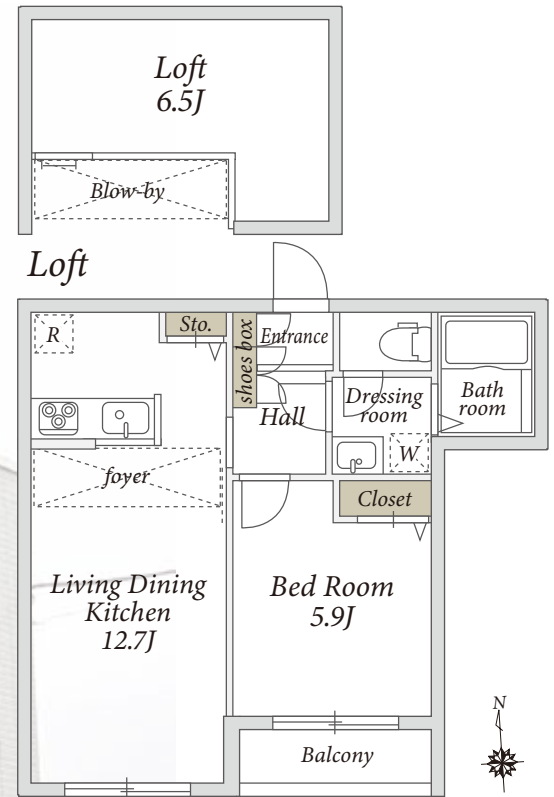 Loft
6.5J
Blow-by
Loft
R
Sto.
shoes box
Entrance
Hall
Dressing
room
Bath
room
W
foyer
Closet
Living Dining
Kitchen
12.7J
Bed Room
5.9J
Balcony
N